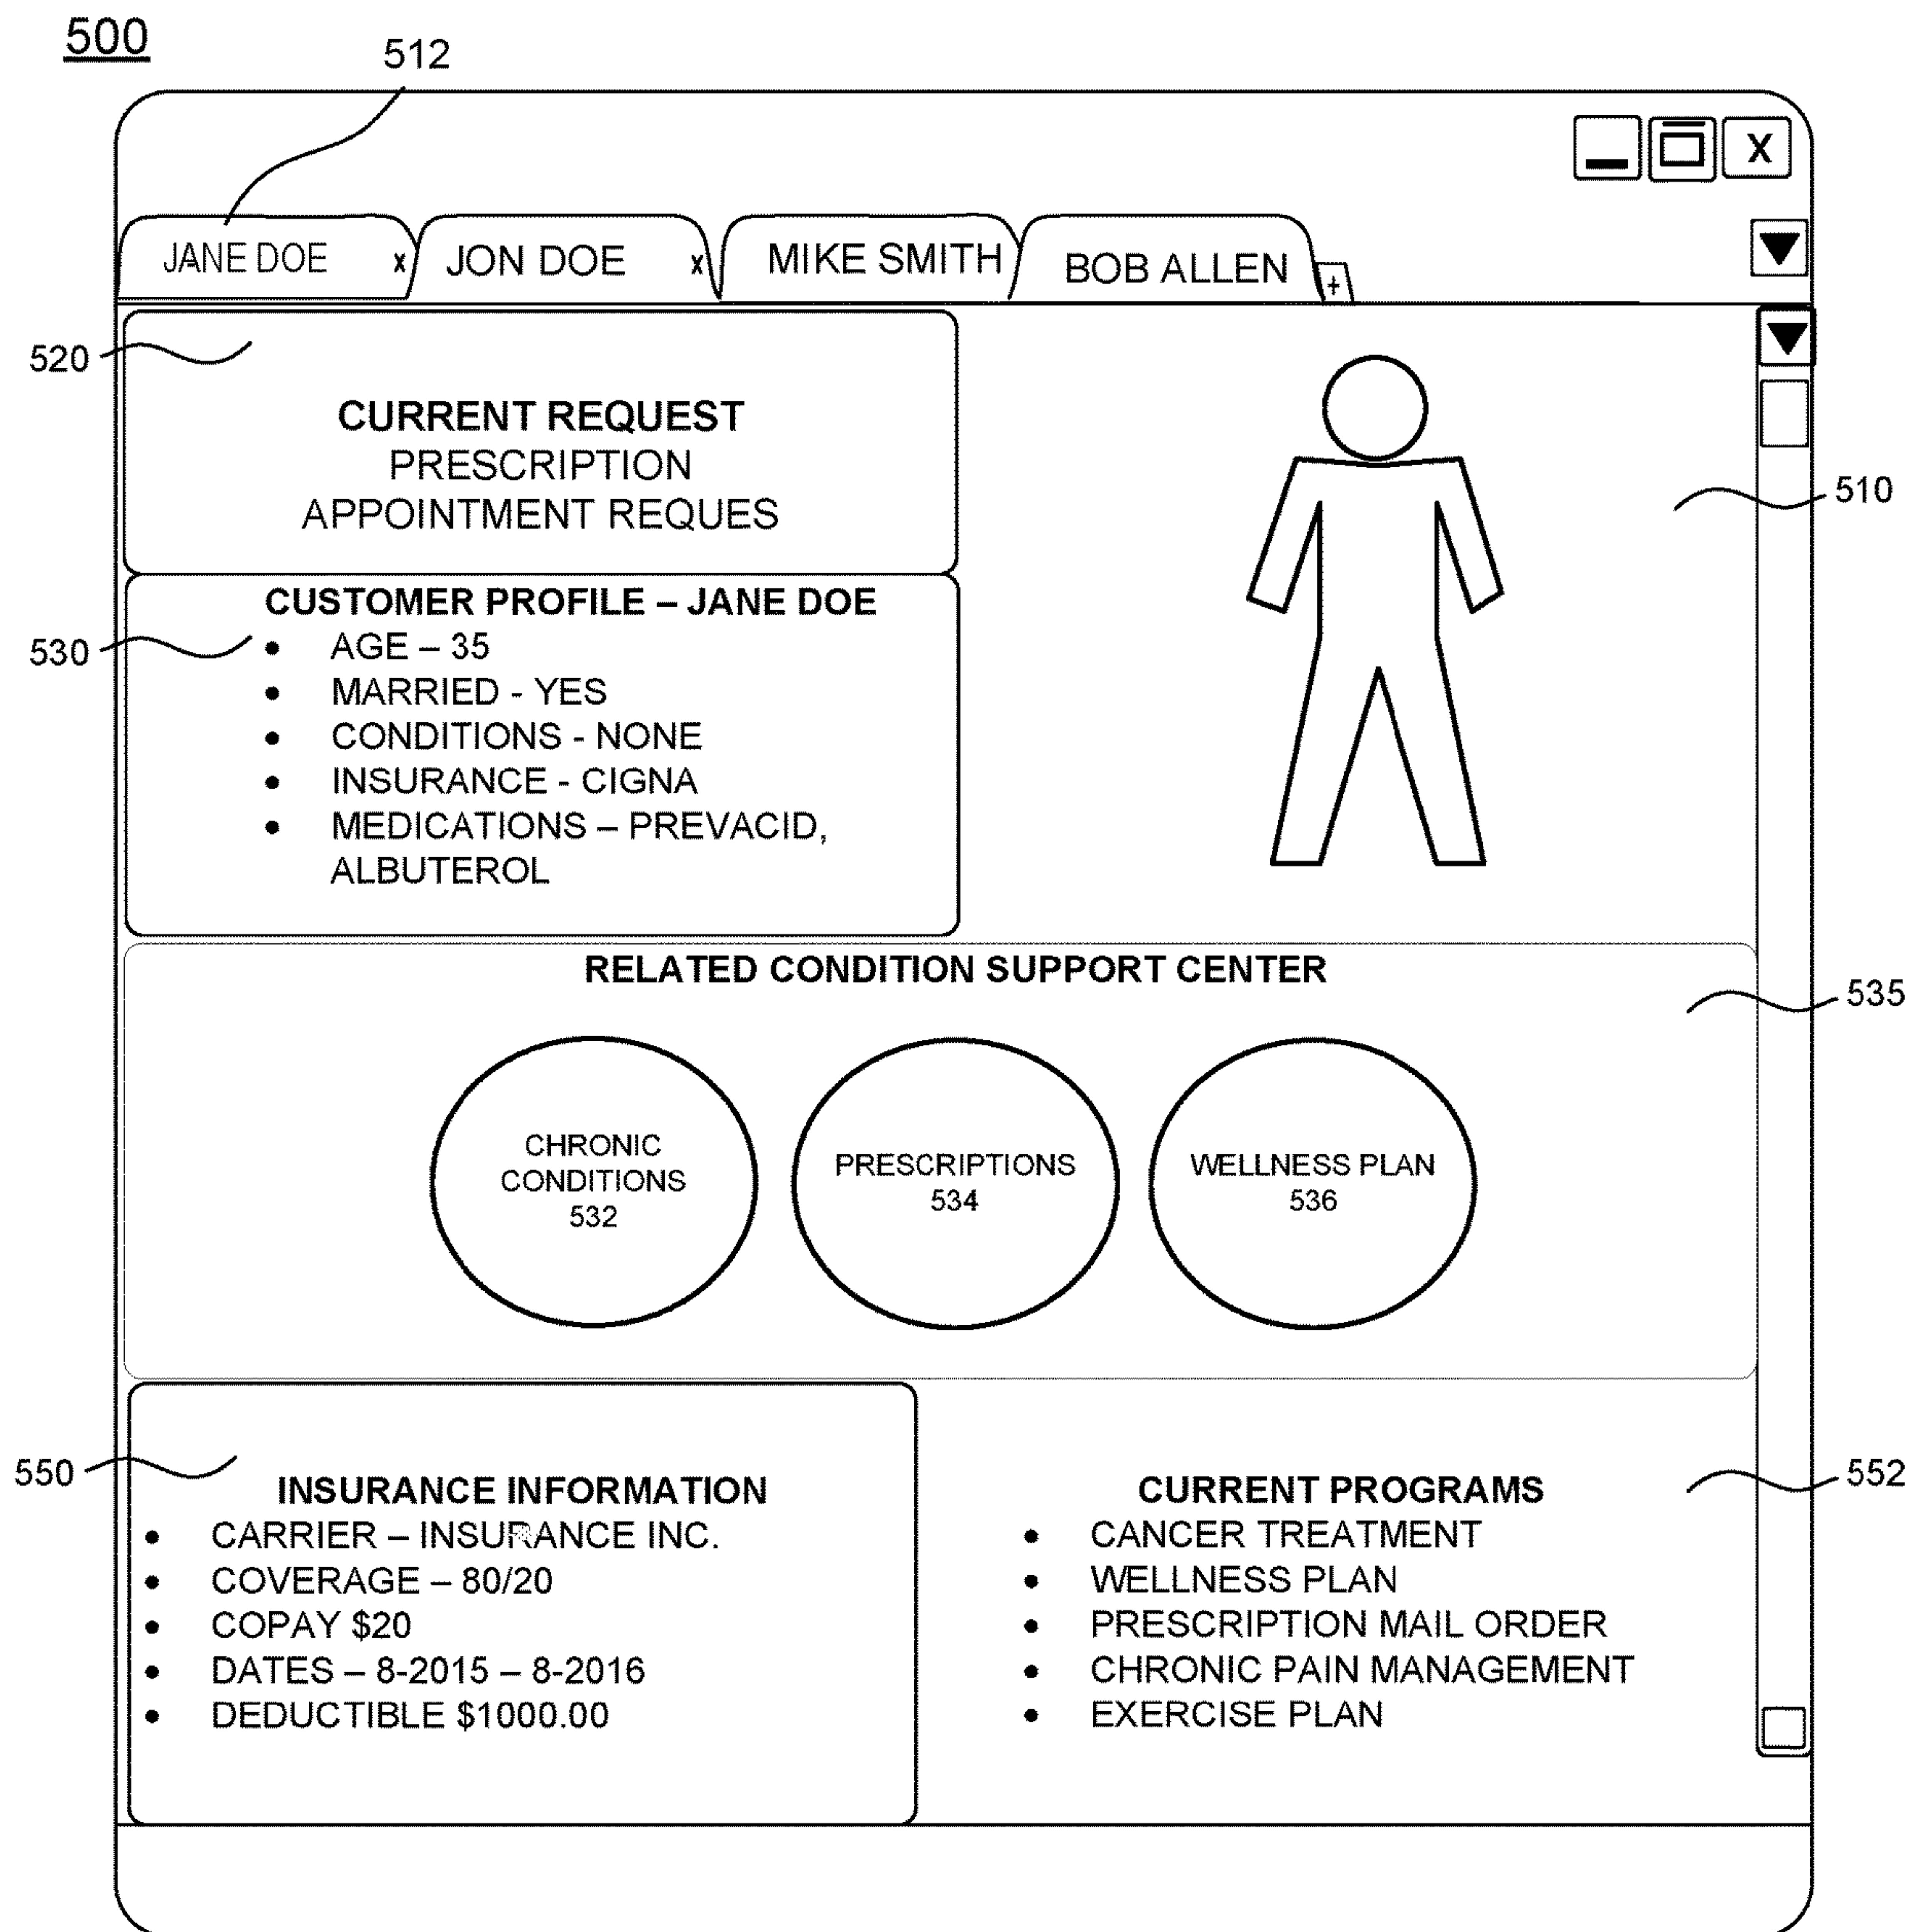 500
512
X
JANE DOE x JON DOE x MIKE SMITH BOB ALLEN +
520
CURRENT REQUEST
PRESCRIPTION
APPOINTMENT REQUES
510
530
CUSTOMER PROFILE – JANE DOE
• AGE – 35
• MARRIED - YES
• CONDITIONS - NONE
• INSURANCE - CIGNA
• MEDICATIONS – PREVACID,
ALBUTEROL
RELATED CONDITION SUPPORT CENTER
535
CHRONIC
CONDITIONS
532
PRESCRIPTIONS
534
WELLNESS PLAN
536
550
INSURANCE INFORMATION
• CARRIER – INSURANCE INC.
• COVERAGE – 80/20
• COPAY $20
• DATES – 8-2015 – 8-2016
• DEDUCTIBLE $1000.00
552
CURRENT PROGRAMS
• CANCER TREATMENT
• WELLNESS PLAN
• PRESCRIPTION MAIL ORDER
• CHRONIC PAIN MANAGEMENT
• EXERCISE PLAN